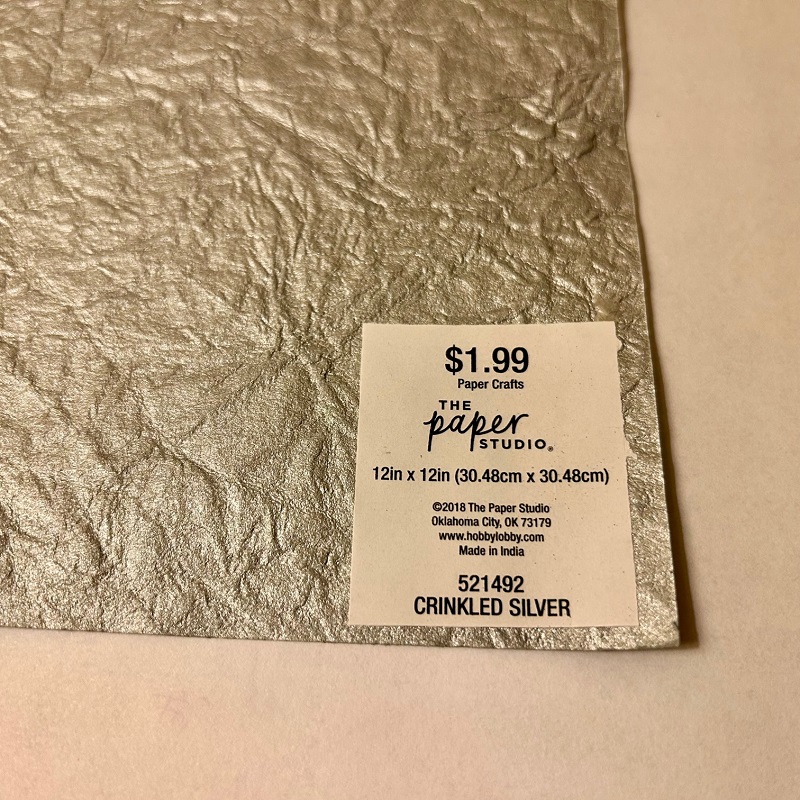 $1.99
Paper Crafts
THE
paper
STUDIO®
12in x 12in (30.48cm x 30.48cm)
©2018 The Paper Studio
Oklahoma City, OK 73179
www.hobbylobby.com
Made in India
521492
CRINKLED SILVER